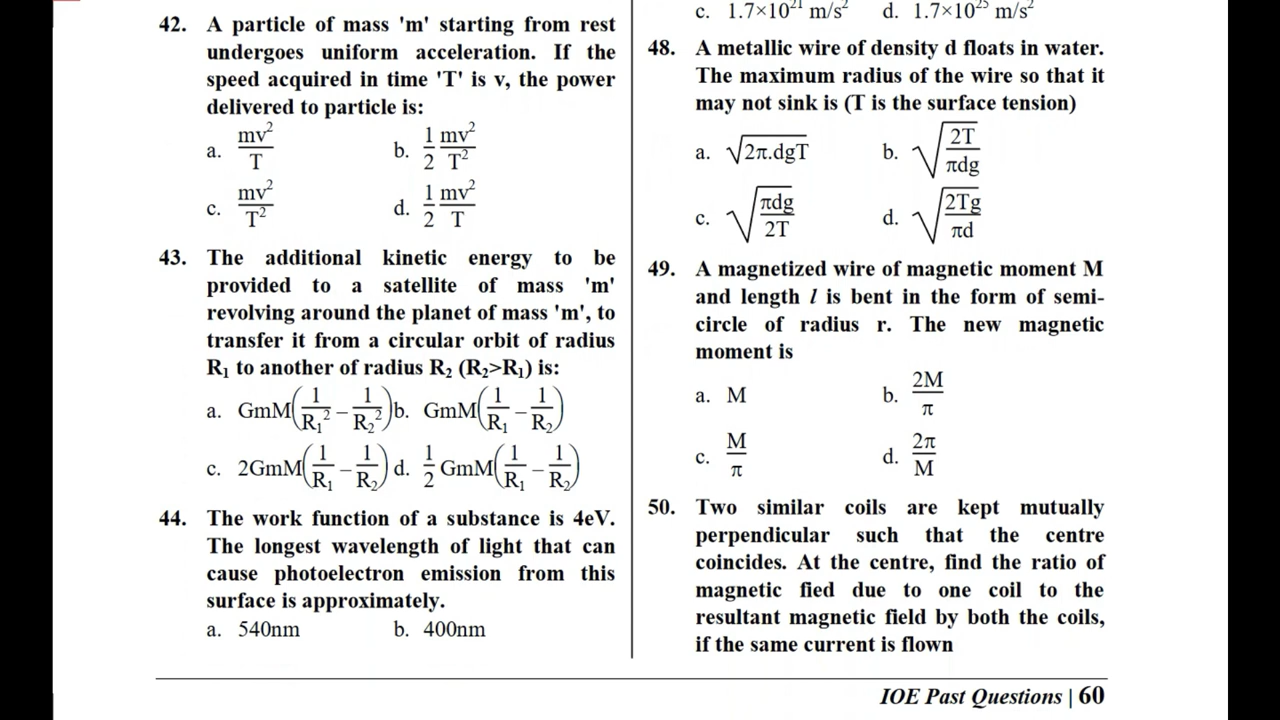 42. A particle of mass 'm' starting from rest
undergoes uniform acceleration. If the
speed acquired in time 'T' is v, the power
delivered to particle is:
a. mv²/T b. 1/2 mv²/T²
c. mv²/T² d. 1/2 mv²/T
43. The additional kinetic energy to be
provided to a satellite of mass 'm'
revolving around the planet of mass 'm', to
transfer it from a circular orbit of radius
R₁ to another of radius R₂ (R₂>R₁) is:
a. GmM(1/R₁² − 1/R₂²) b. GmM(1/R₁ − 1/R₂)
c. 2GmM(1/R₁ − 1/R₂) d. 1/2 GmM(1/R₁ − 1/R₂)
44. The work function of a substance is 4eV.
The longest wavelength of light that can
cause photoelectron emission from this
surface is approximately.
a. 540nm b. 400nm
c. 1.7×10²¹ m/s² d. 1.7×10²⁵ m/s²
48. A metallic wire of density d floats in water.
The maximum radius of the wire so that it
may not sink is (T is the surface tension)
a. √(2π.dgT) b. √(2T/πdg)
c. √(πdg/2T) d. √(2Tg/πd)
49. A magnetized wire of magnetic moment M
and length l is bent in the form of semi-
circle of radius r. The new magnetic
moment is
a. M b. 2M/π
c. M/π d. 2π/M
50. Two similar coils are kept mutually
perpendicular such that the centre
coincides. At the centre, find the ratio of
magnetic fied due to one coil to the
resultant magnetic field by both the coils,
if the same current is flown
IOE Past Questions | 60